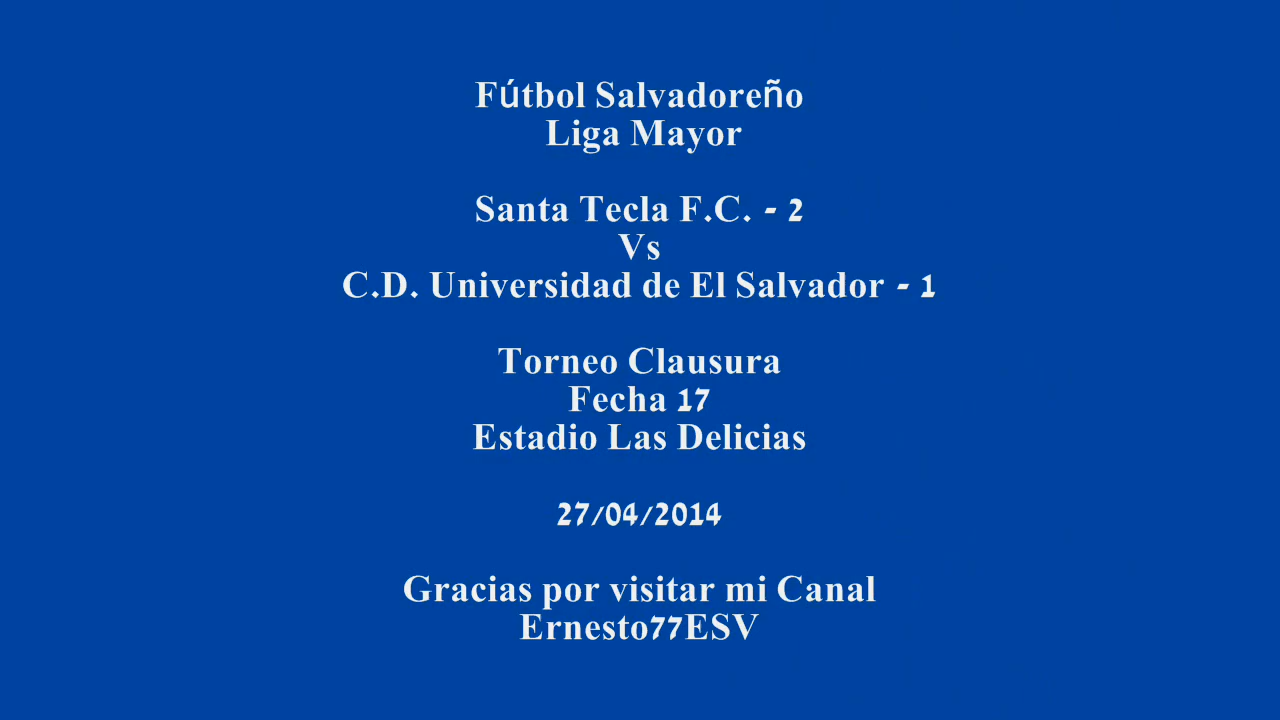 Fútbol Salvadoreño
Liga Mayor
Santa Tecla F.C. - 2
Vs
C.D. Universidad de El Salvador - 1
Torneo Clausura
Fecha 17
Estadio Las Delicias
27/04/2014
Gracias por visitar mi Canal
Ernesto77ESV